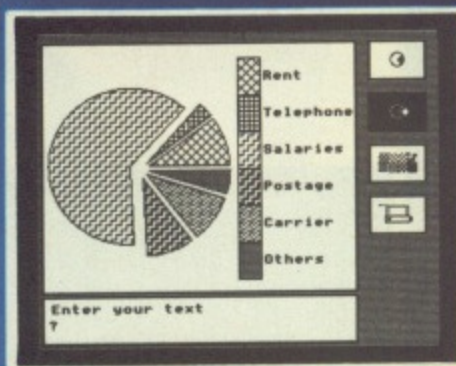 Rent
Telephone
Salaries
Postage
Carrier
Others
Enter your text
?